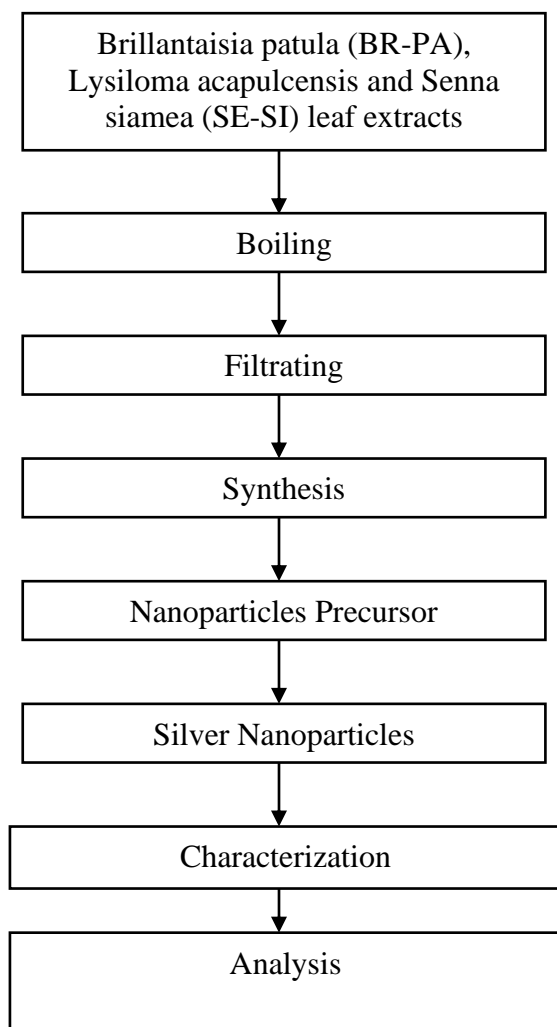 Brillantaisia patula (BR-PA),
Lysiloma acapulcensis and Senna
siamea (SE-SI) leaf extracts
Boiling
Filtrating
Synthesis
Nanoparticles Precursor
Silver Nanoparticles
Characterization
Analysis